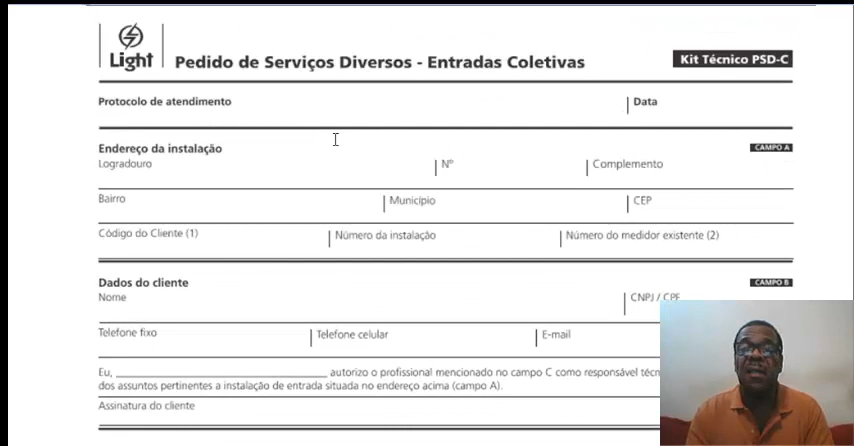 Light
Pedido de Serviços Diversos - Entradas Coletivas
Kit Técnico PSD-C
Protocolo de atendimento
Data
Endereço da instalação
CAMPO A
Logradouro
Nº
Complemento
Bairro
Município
CEP
Código do Cliente (1)
Número da instalação
Número do medidor existente (2)
Dados do cliente
CAMPO B
Nome
CNPJ / CPF
Telefone fixo
Telefone celular
E-mail
Eu, ______________________________ autorizo o profissional mencionado no campo C como responsável
dos assuntos pertinentes a instalação de entrada situada no endereço acima (campo A).
Assinatura do cliente